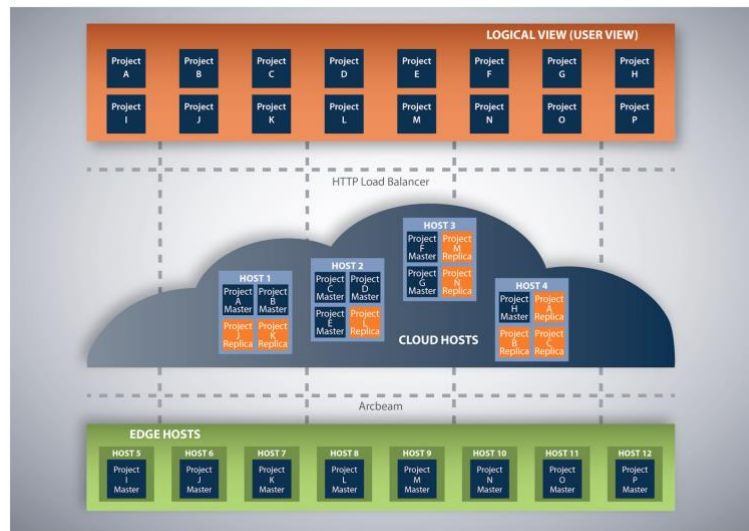 LOGICAL VIEW (USER VIEW)
Project A
Project B
Project C
Project D
Project E
Project F
Project G
Project H
Project I
Project J
Project K
Project L
Project M
Project N
Project O
Project P
HTTP Load Balancer
HOST 1
Project A Master
Project B Master
Project J Replica
Project K Replica
HOST 2
Project C Master
Project D Master
Project E Master
Project L Replica
HOST 3
Project F Master
Project M Replica
Project G Master
Project N Replica
HOST 4
Project H Master
Project A Replica
Project B Replica
Project C Replica
CLOUD HOSTS
Arcbeam
EDGE HOSTS
HOST 5
Project I Master
HOST 6
Project J Master
HOST 7
Project K Master
HOST 8
Project L Master
HOST 9
Project M Master
HOST 10
Project N Master
HOST 11
Project O Master
HOST 12
Project P Master